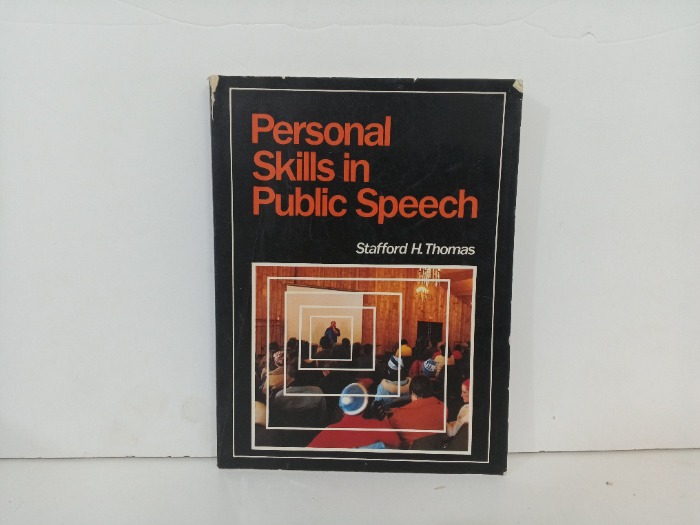 Personal
Skills in
Public Speech
Stafford H. Thomas